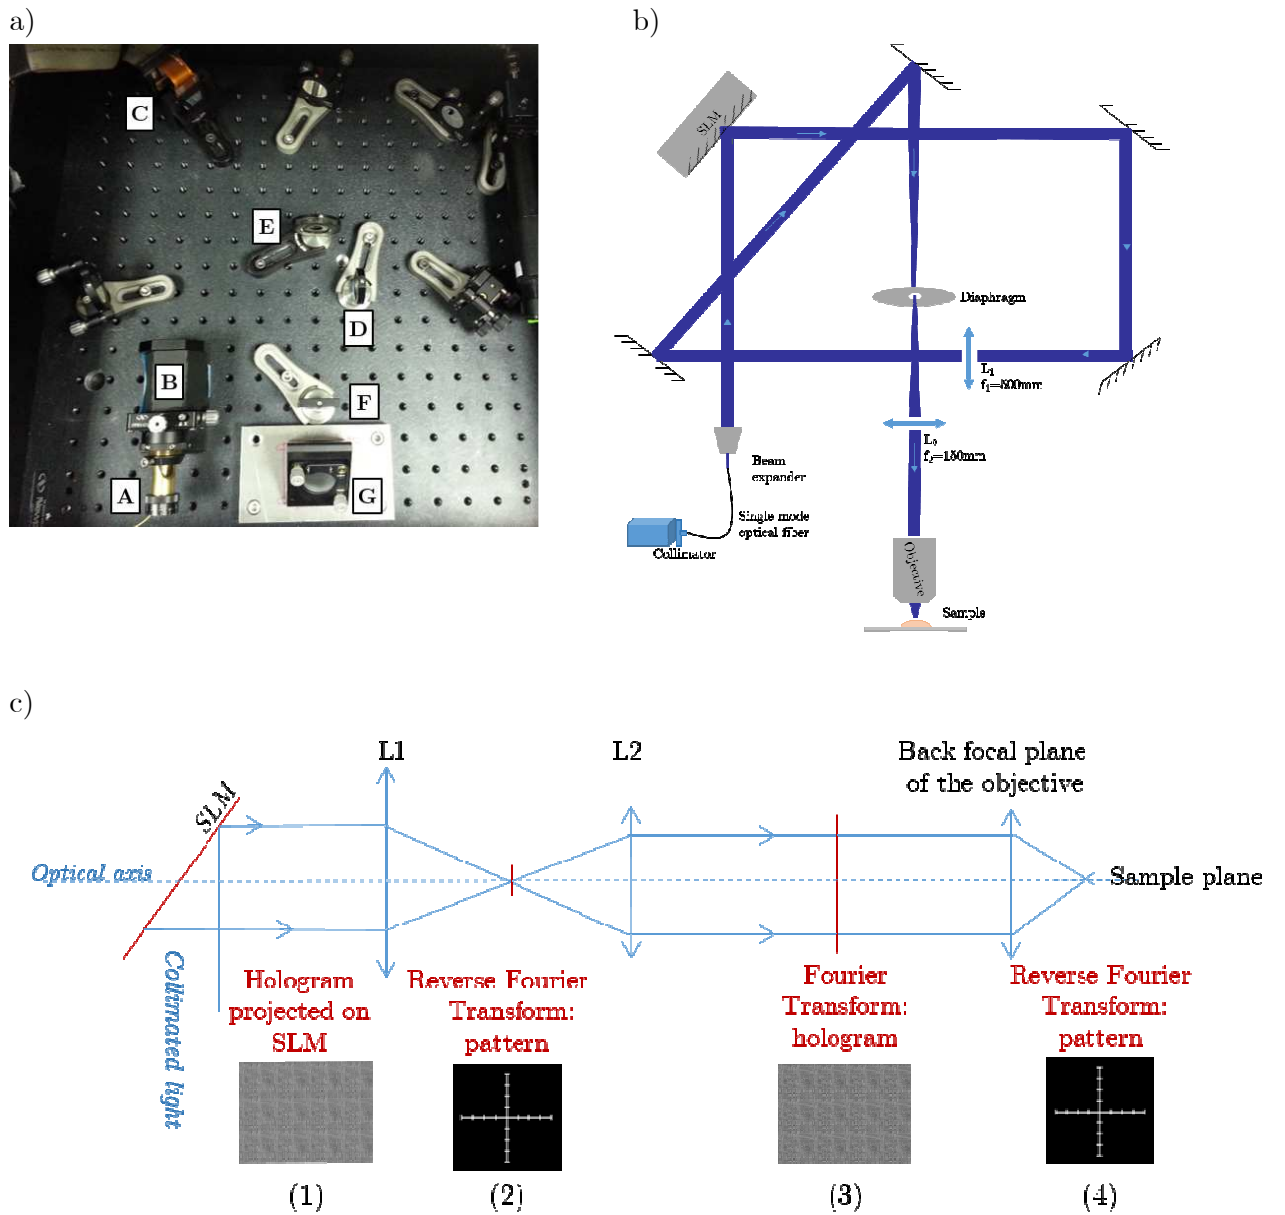 a)
b)
C
E
D
B
F
A
G
SLM
Diaphragm
L1
f1=500mm
L2
f2=150mm
Beam
expander
Single mode
optical fiber
Collimator
Objective
Sample
c)
L1
L2
Back focal plane
of the objective
SLM
Optical axis
Sample plane
Collimated light
Hologram
projected on
SLM
Reverse Fourier
Transform:
pattern
Fourier
Transform:
hologram
Reverse Fourier
Transform:
pattern
(1)
(2)
(3)
(4)